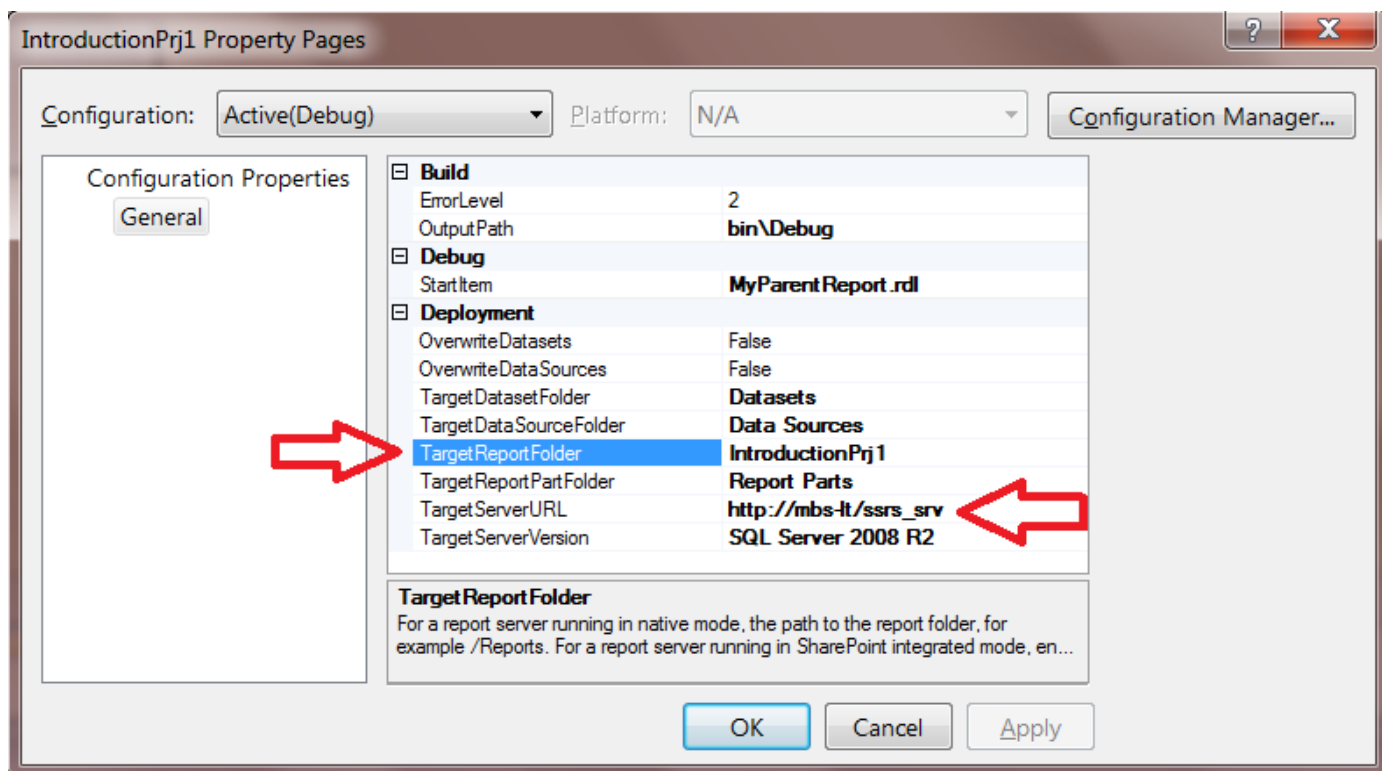 IntroductionPrj1 Property Pages
Configuration: Active(Debug) Platform: N/A Configuration Manager...
Configuration Properties
General
Build
ErrorLevel 2
OutputPath bin\Debug
Debug
StartItem MyParentReport.rdl
Deployment
OverwriteDatasets False
OverwriteDataSources False
TargetDatasetFolder Datasets
TargetDataSourceFolder Data Sources
TargetReportFolder IntroductionPrj1
TargetReportPartFolder Report Parts
TargetServerURL http://mbs-lt/ssrs_srv
TargetServerVersion SQL Server 2008 R2
TargetReportFolder
For a report server running in native mode, the path to the report folder, for
example /Reports. For a report server running in SharePoint integrated mode, en...
OK Cancel Apply